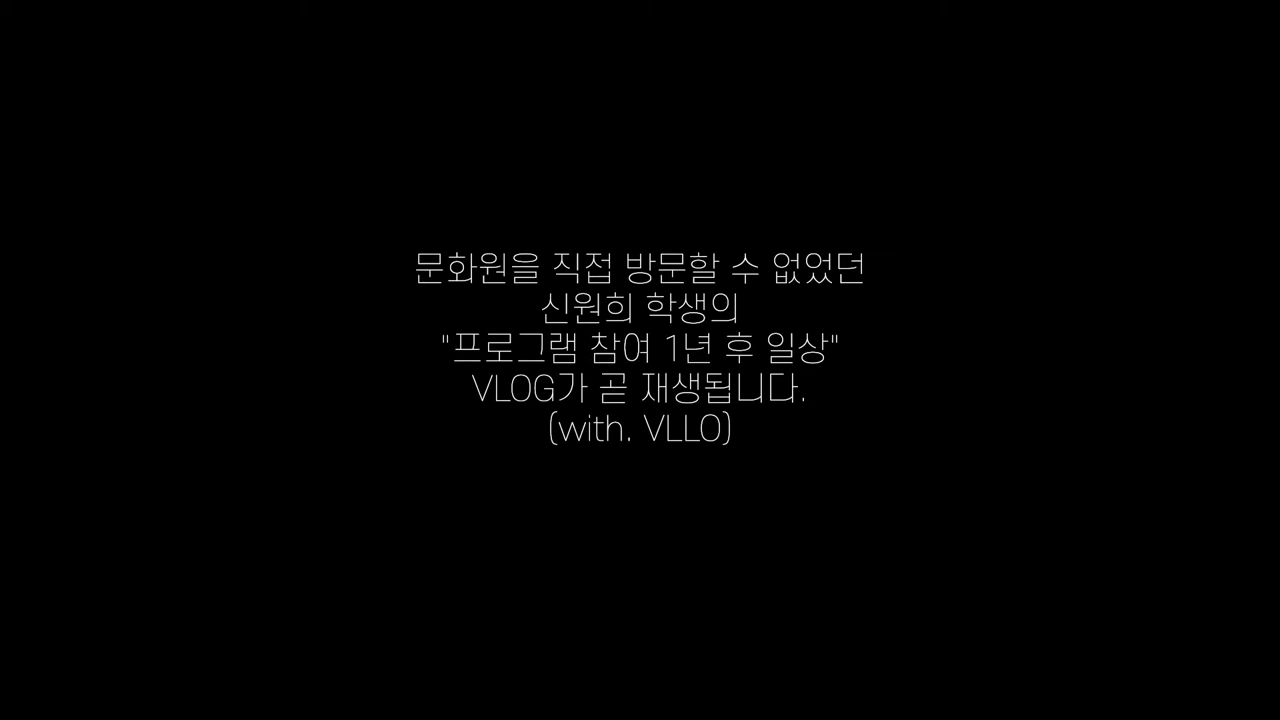 문화원을 직접 방문할 수 없었던
신원희 학생의
"프로그램 참여 1년 후 일상"
VLOG가 곧 재생됩니다.
(with. VLLO)